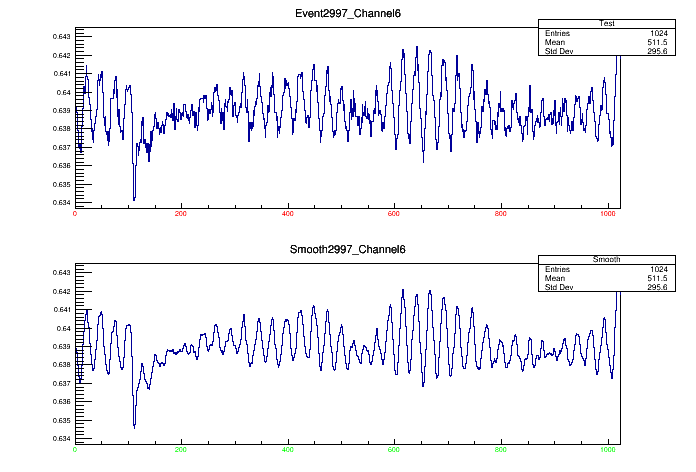 Event2997_Channel6
Test
Entries 1024
Mean 511.5
Std Dev 295.6
0.643
0.642
0.641
0.64
0.639
0.638
0.637
0.636
0.635
0.634
0 200 400 600 800 1000
Smooth2997_Channel6
Smooth
Entries 1024
Mean 511.5
Std Dev 295.6
0.643
0.642
0.641
0.64
0.639
0.638
0.637
0.636
0.635
0.634
0 200 400 600 800 1000